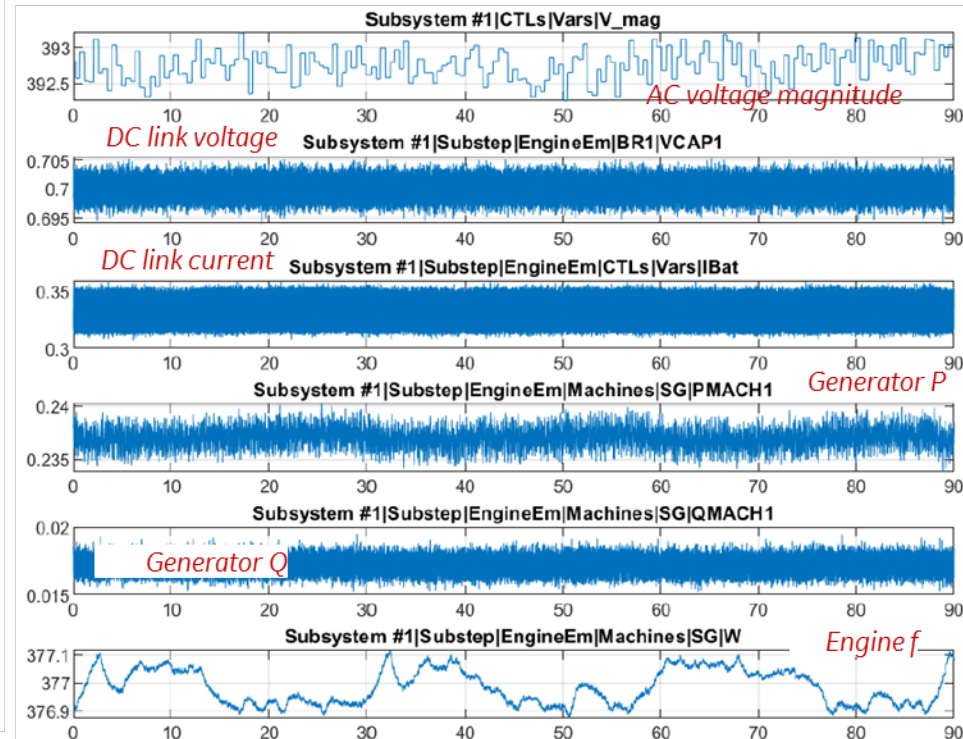 Subsystem #1|CTLs|Vars|V_mag
393
392.5
AC voltage magnitude
0 10 20 30 40 50 60 70 80 90
DC link voltage
Subsystem #1|Substep|EngineEm|BR1|VCAP1
0.705
0.7
0.695
0 10 20 30 40 50 60 70 80 90
DC link current
Subsystem #1|Substep|EngineEm|CTLs|Vars|IBat
0.35
0.3
0 10 20 30 40 50 60 70 80 90
Generator P
Subsystem #1|Substep|EngineEm|Machines|SG|PMACH1
0.24
0.235
0 10 20 30 40 50 60 70 80 90
Subsystem #1|Substep|EngineEm|Machines|SG|QMACH1
0.02
Generator Q
0.015
0 10 20 30 40 50 60 70 80 90
Subsystem #1|Substep|EngineEm|Machines|SG|W
Engine f
377.1
377
376.9
0 10 20 30 40 50 60 70 80 90